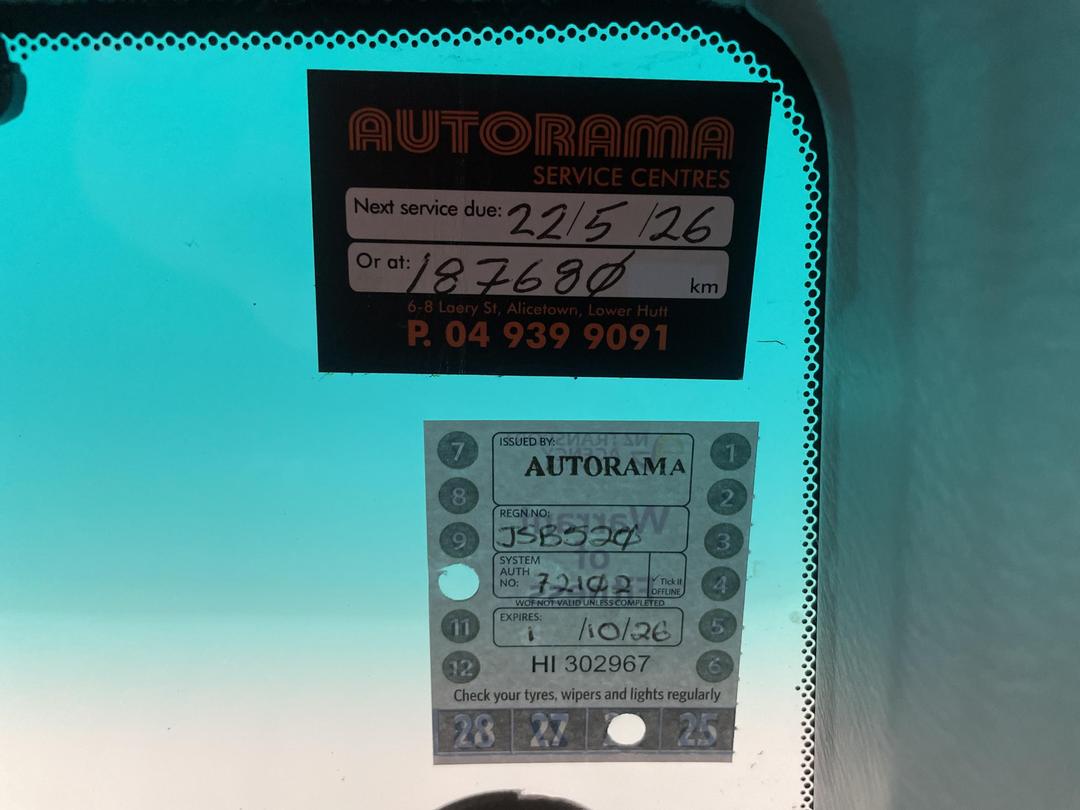 AUTORAMA
SERVICE CENTRES
Next service due: 22/5/26
Or at: 187680 km
6-8 Laery St, Alicetown, Lower Hutt
P. 04 939 9091
ISSUED BY:
AUTORAMA
REGN NO:
JSB520
SYSTEM
AUTH
NO: 72102
✓ Tick if
OFFLINE
WOF NOT VALID UNLESS COMPLETED
EXPIRES:
1/10/26
HI 302967
7
8
9
11
12
1
2
3
4
5
6
Check your tyres, wipers and lights regularly
28 27 25